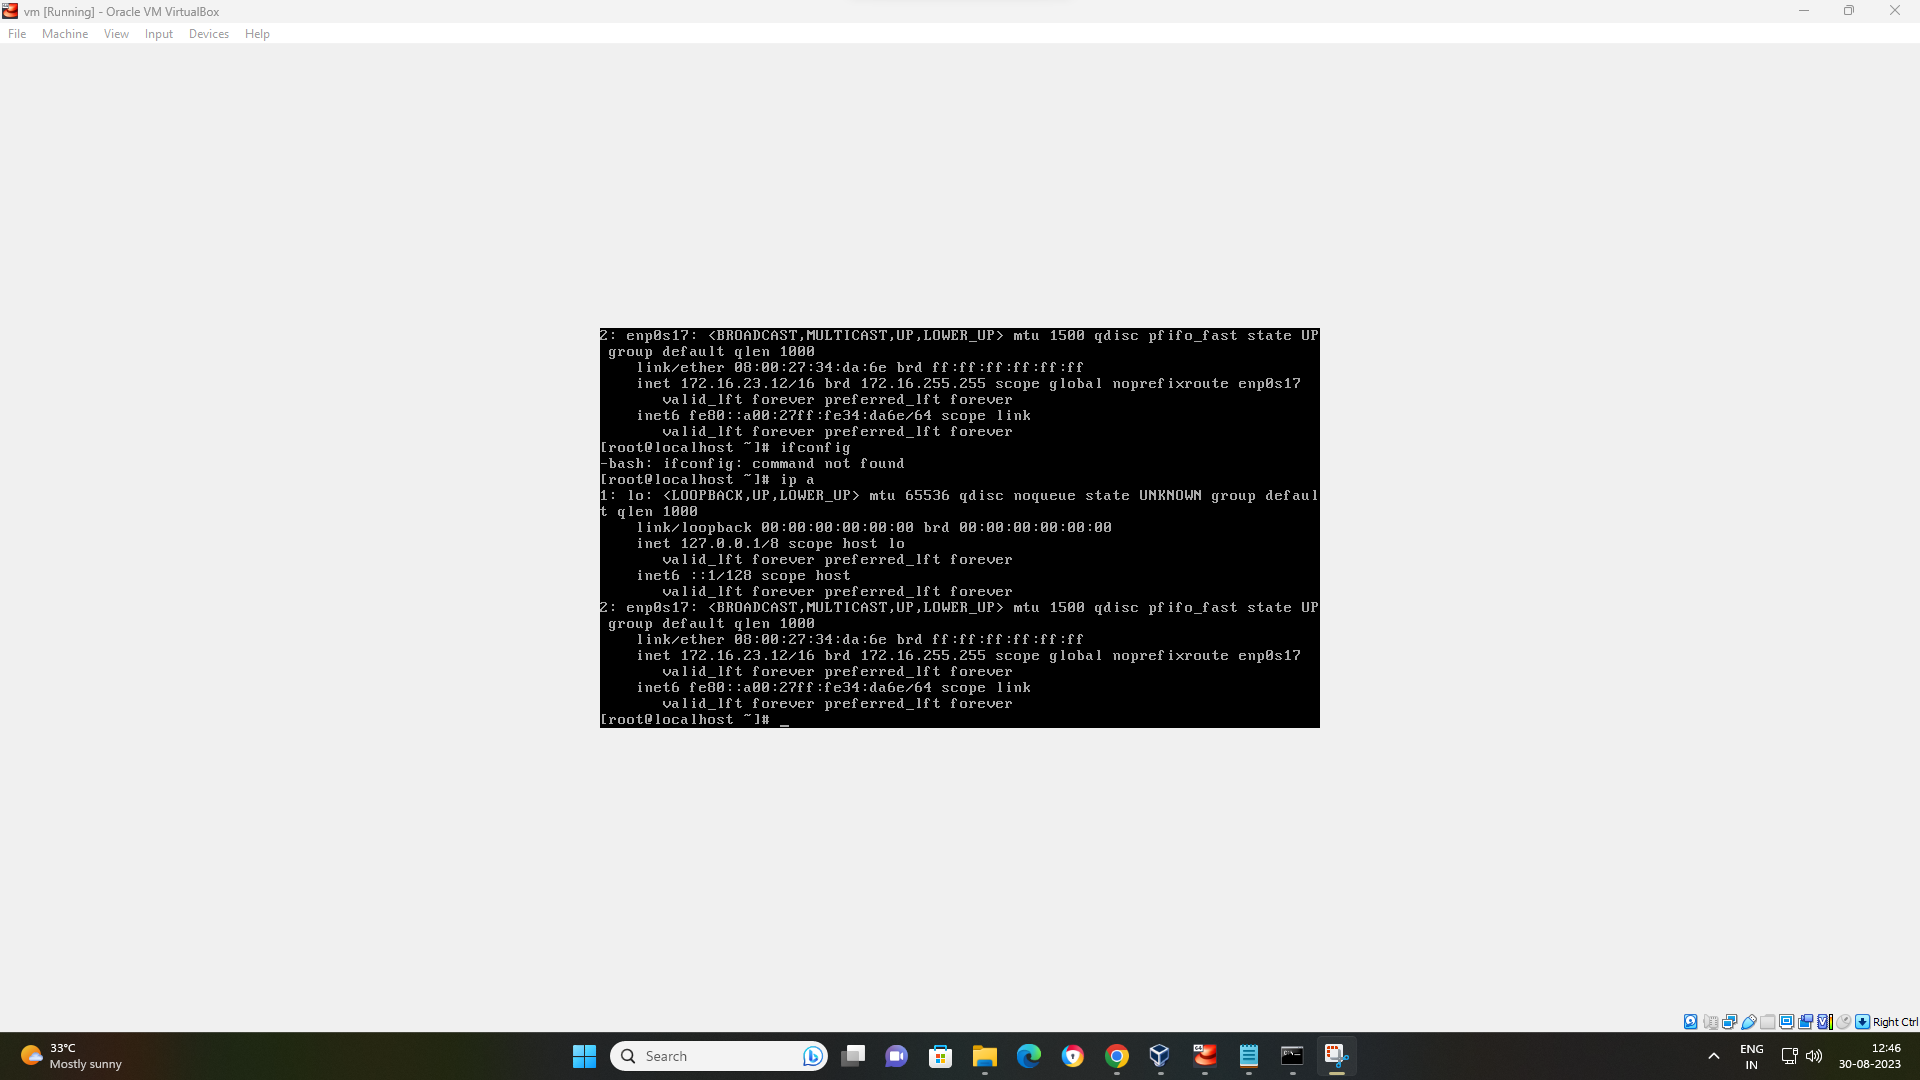 vm [Running] - Oracle VM VirtualBox
File Machine View Input Devices Help
2: enp0s17: <BROADCAST,MULTICAST,UP,LOWER_UP> mtu 1500 qdisc pfifo_fast state UP
 group default qlen 1000
    link/ether 08:00:27:34:da:6e brd ff:ff:ff:ff:ff:ff
    inet 172.16.23.12/16 brd 172.16.255.255 scope global noprefixroute enp0s17
       valid_lft forever preferred_lft forever
    inet6 fe80::a00:27ff:fe34:da6e/64 scope link
       valid_lft forever preferred_lft forever
[root@localhost ~]# ifconfig
-bash: ifconfig: command not found
[root@localhost ~]# ip a
1: lo: <LOOPBACK,UP,LOWER_UP> mtu 65536 qdisc noqueue state UNKNOWN group defaul
t qlen 1000
    link/loopback 00:00:00:00:00:00 brd 00:00:00:00:00:00
    inet 127.0.0.1/8 scope host lo
       valid_lft forever preferred_lft forever
    inet6 ::1/128 scope host
       valid_lft forever preferred_lft forever
2: enp0s17: <BROADCAST,MULTICAST,UP,LOWER_UP> mtu 1500 qdisc pfifo_fast state UP
 group default qlen 1000
    link/ether 08:00:27:34:da:6e brd ff:ff:ff:ff:ff:ff
    inet 172.16.23.12/16 brd 172.16.255.255 scope global noprefixroute enp0s17
       valid_lft forever preferred_lft forever
    inet6 fe80::a00:27ff:fe34:da6e/64 scope link
       valid_lft forever preferred_lft forever
[root@localhost ~]# _
Right Ctrl
33°C
Mostly sunny
Search
ENG
IN
12:46
30-08-2023